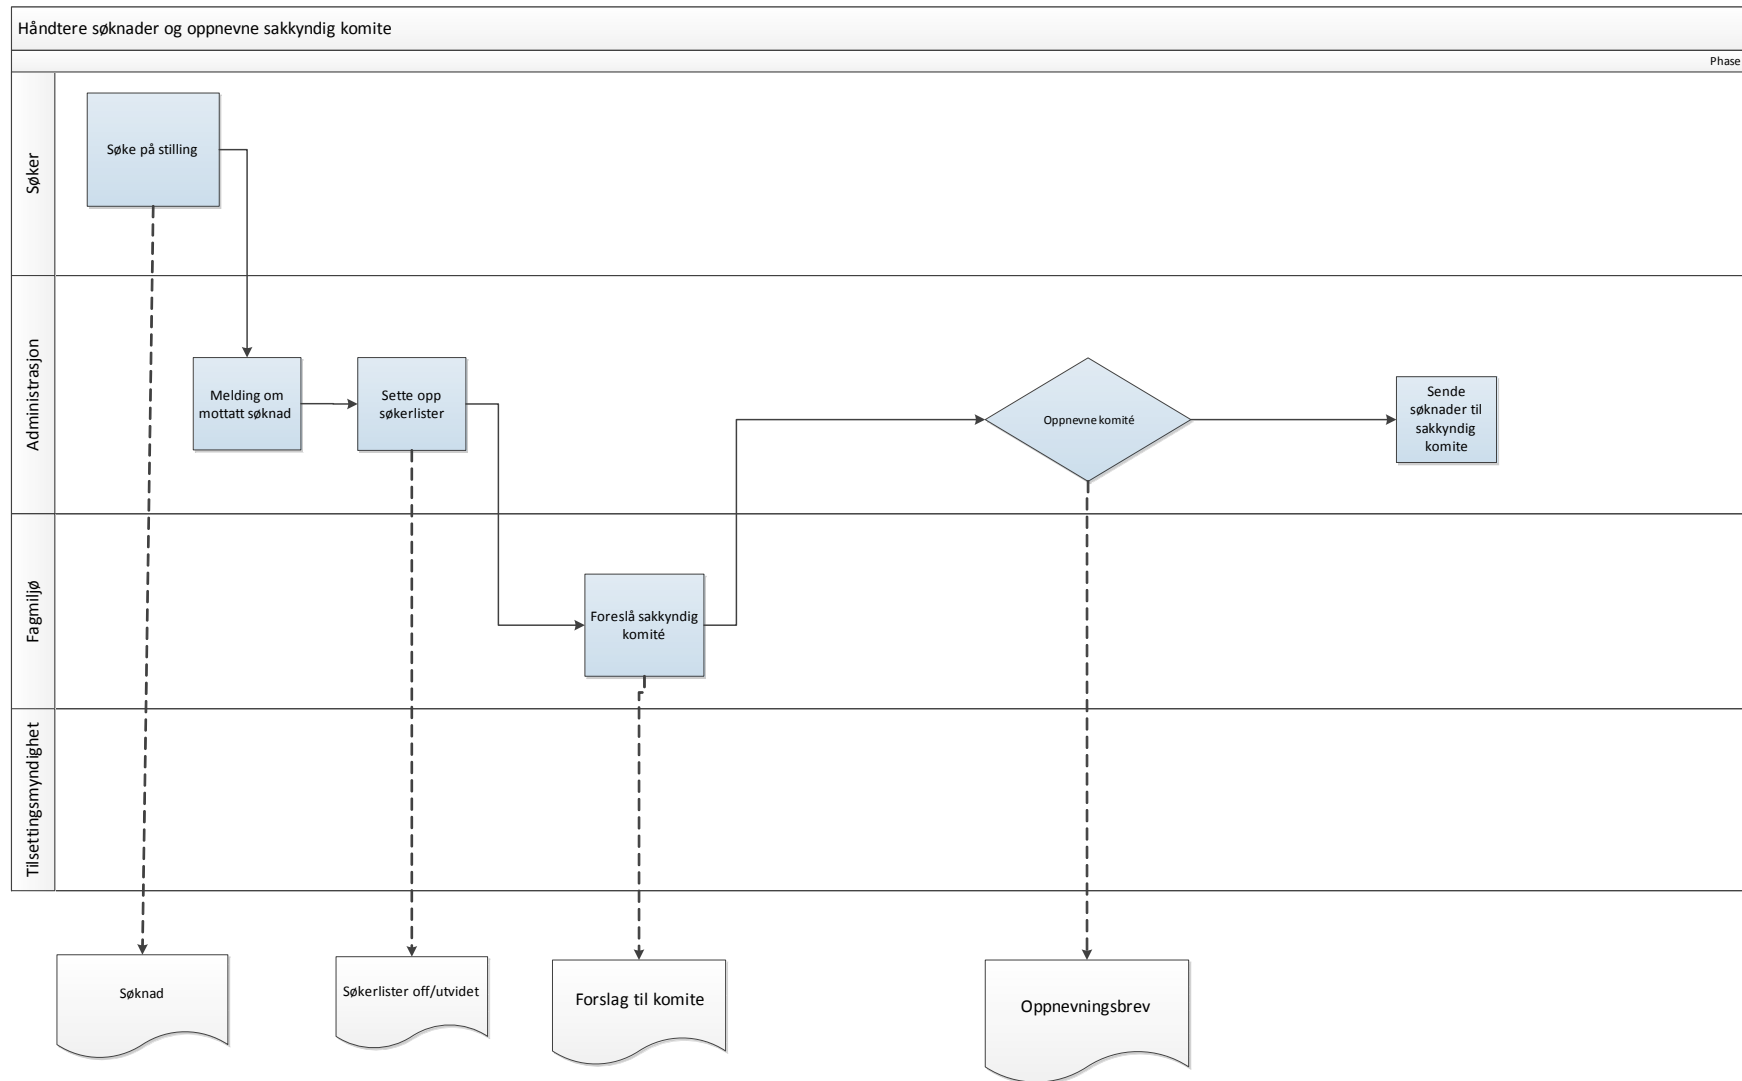 Håndtere søknader og oppnevne sakkyndig komite
Phase
Søker
Søke på stilling
Administrasjon
Melding om
mottatt søknad
Sette opp
søkerlister
Oppnevne komité
Sende
søknader til
sakkyndig
komite
Fagmiljø
Foreslå sakkyndig
komité
Tilsettingsmyndighet
Søknad
Søkerlister off/utvidet
Forslag til komite
Oppnevningsbrev